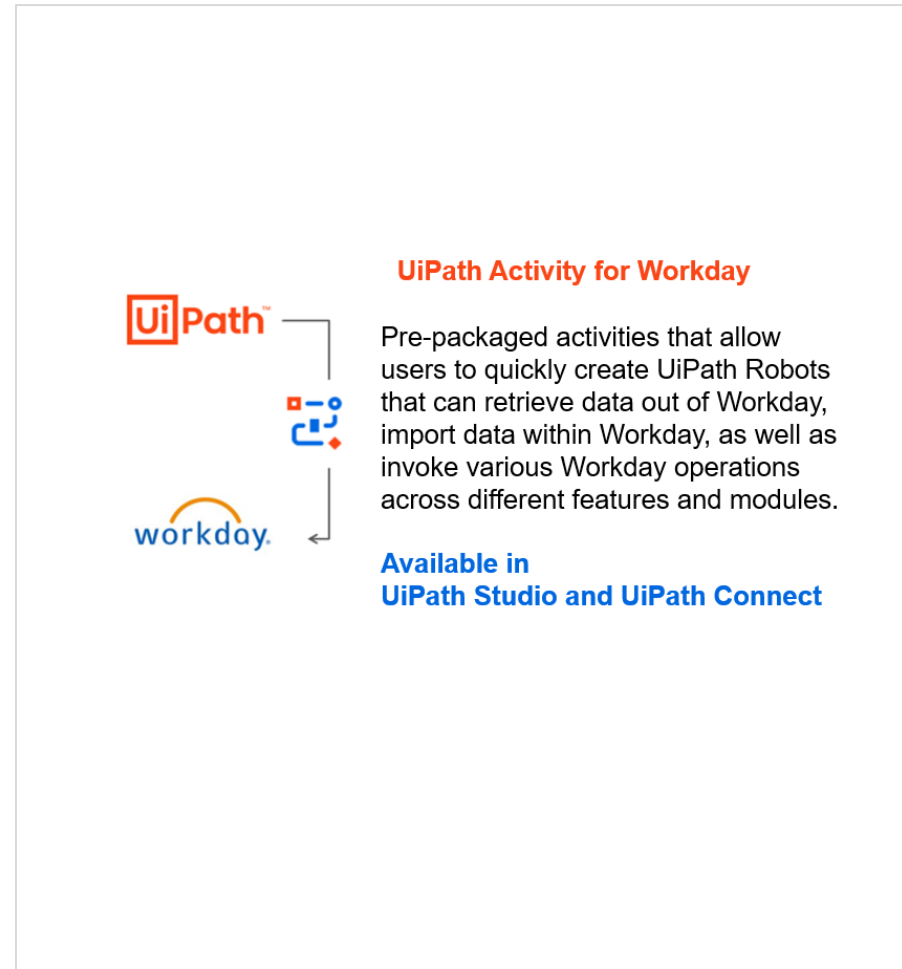 UiPath Activity for Workday
UiPath™
Pre-packaged activities that allow
users to quickly create UiPath Robots
that can retrieve data out of Workday,
import data within Workday, as well as
invoke various Workday operations
across different features and modules.
workday.
Available in
UiPath Studio and UiPath Connect